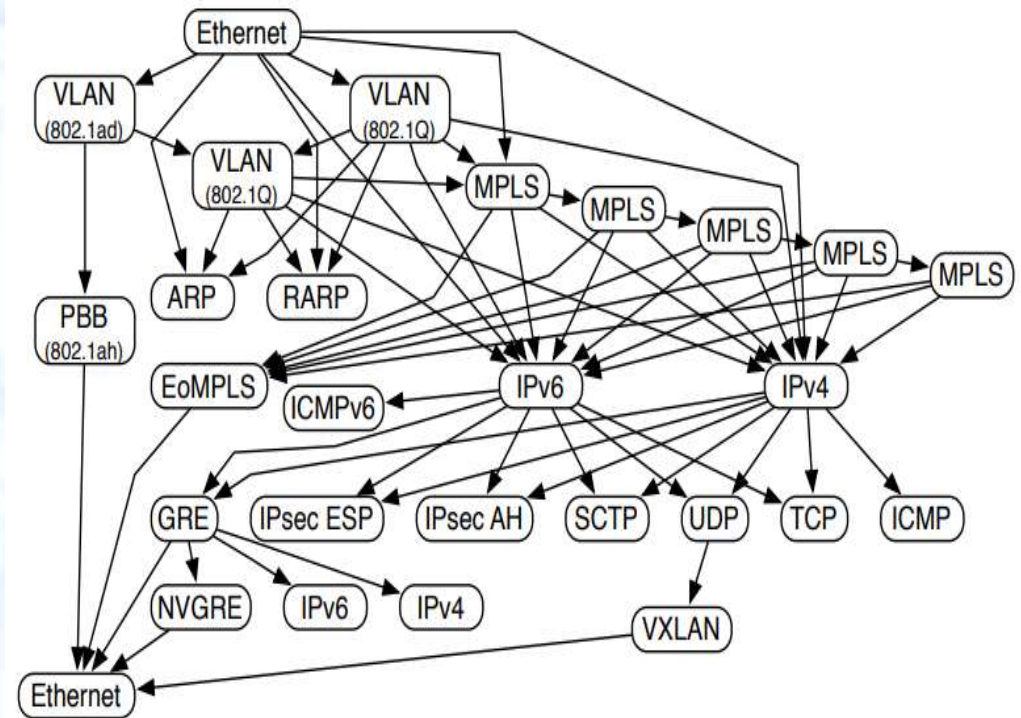 Ethernet
VLAN
(802.1ad)
VLAN
(802.1Q)
VLAN
(802.1Q)
MPLS
MPLS
MPLS
MPLS
MPLS
ARP
RARP
PBB
(802.1ah)
EoMPLS
ICMPv6
IPv6
IPv4
GRE
IPsec ESP
IPsec AH
SCTP
UDP
TCP
ICMP
NVGRE
IPv6
IPv4
VXLAN
Ethernet